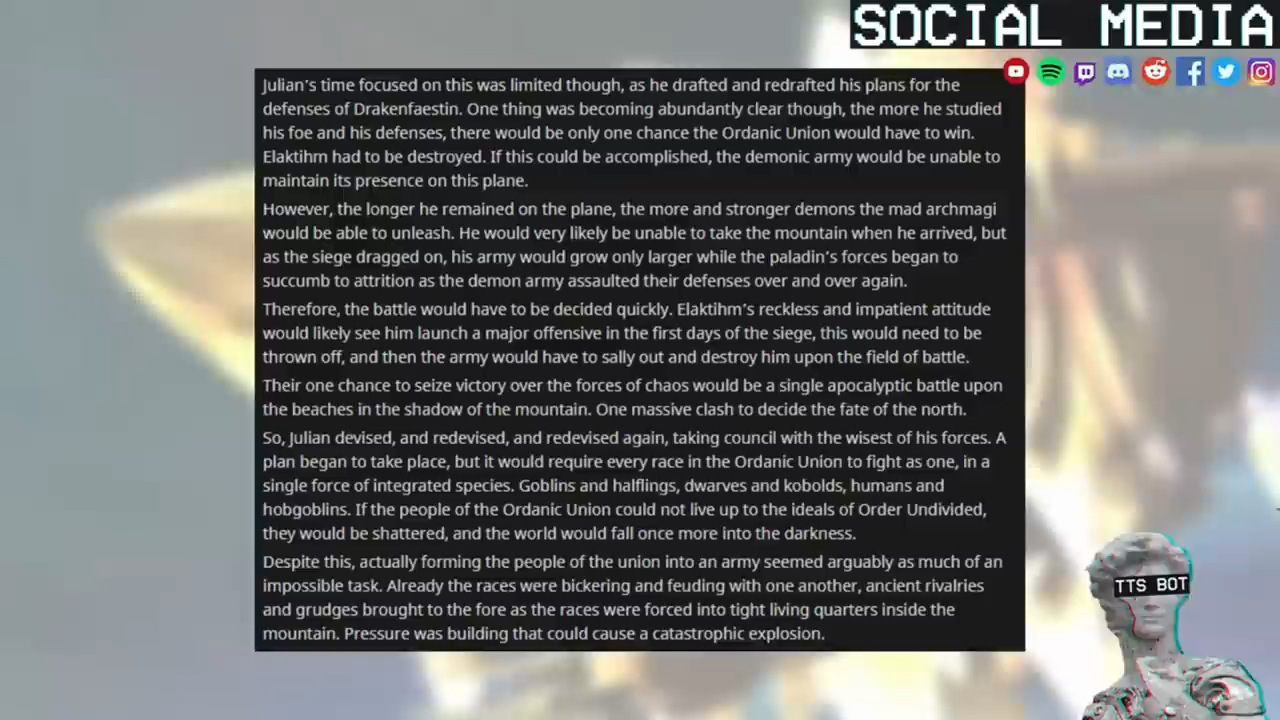 SOCIAL MEDIA
Julian's time focused on this was limited though, as he drafted and redrafted his plans for the
defenses of Drakenfaestin. One thing was becoming abundantly clear though, the more he studied
his foe and his defenses, there would be only one chance the Ordanic Union would have to win.
Elaktihm had to be destroyed. If this could be accomplished, the demonic army would be unable to
maintain its presence on this plane.
However, the longer he remained on the plane, the more and stronger demons the mad archmagi
would be able to unleash. He would very likely be unable to take the mountain when he arrived, but
as the siege dragged on, his army would grow only larger while the paladin's forces began to
succumb to attrition as the demon army assaulted their defenses over and over again.
Therefore, the battle would have to be decided quickly. Elaktihm's reckless and impatient attitude
would likely see him launch a major offensive in the first days of the siege, this would need to be
thrown off, and then the army would have to sally out and destroy him upon the field of battle.
Their one chance to seize victory over the forces of chaos would be a single apocalyptic battle upon
the beaches in the shadow of the mountain. One massive clash to decide the fate of the north.
So, Julian devised, and redevised, and redevised again, taking council with the wisest of his forces. A
plan began to take place, but it would require every race in the Ordanic Union to fight as one, in a
single force of integrated species. Goblins and halflings, dwarves and kobolds, humans and
hobgoblins. If the people of the Ordanic Union could not live up to the ideals of Order Undivided,
they would be shattered, and the world would fall once more into the darkness.
Despite this, actually forming the people of the union into an army seemed arguably as much of an
impossible task. Already the races were bickering and feuding with one another, ancient rivalries
and grudges brought to the fore as the races were forced into tight living quarters inside the
mountain. Pressure was building that could cause a catastrophic explosion.
TTS BOT